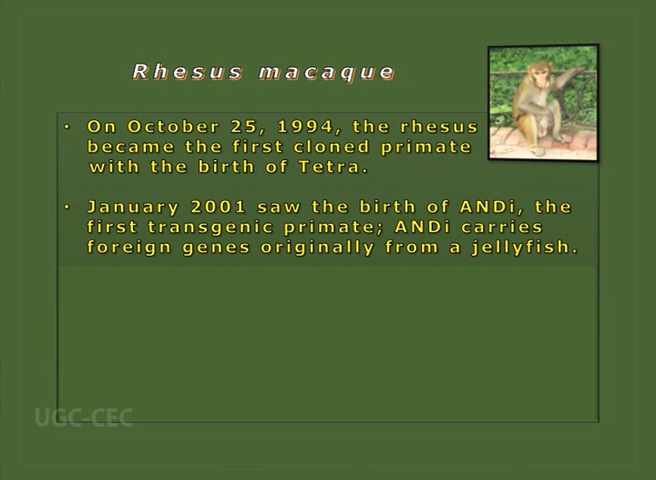 Rhesus macaque
• On October 25, 1994, the rhesus
became the first cloned primate
with the birth of Tetra.
• January 2001 saw the birth of ANDi, the
first transgenic primate; ANDi carries
foreign genes originally from a jellyfish.
UGC-CEC